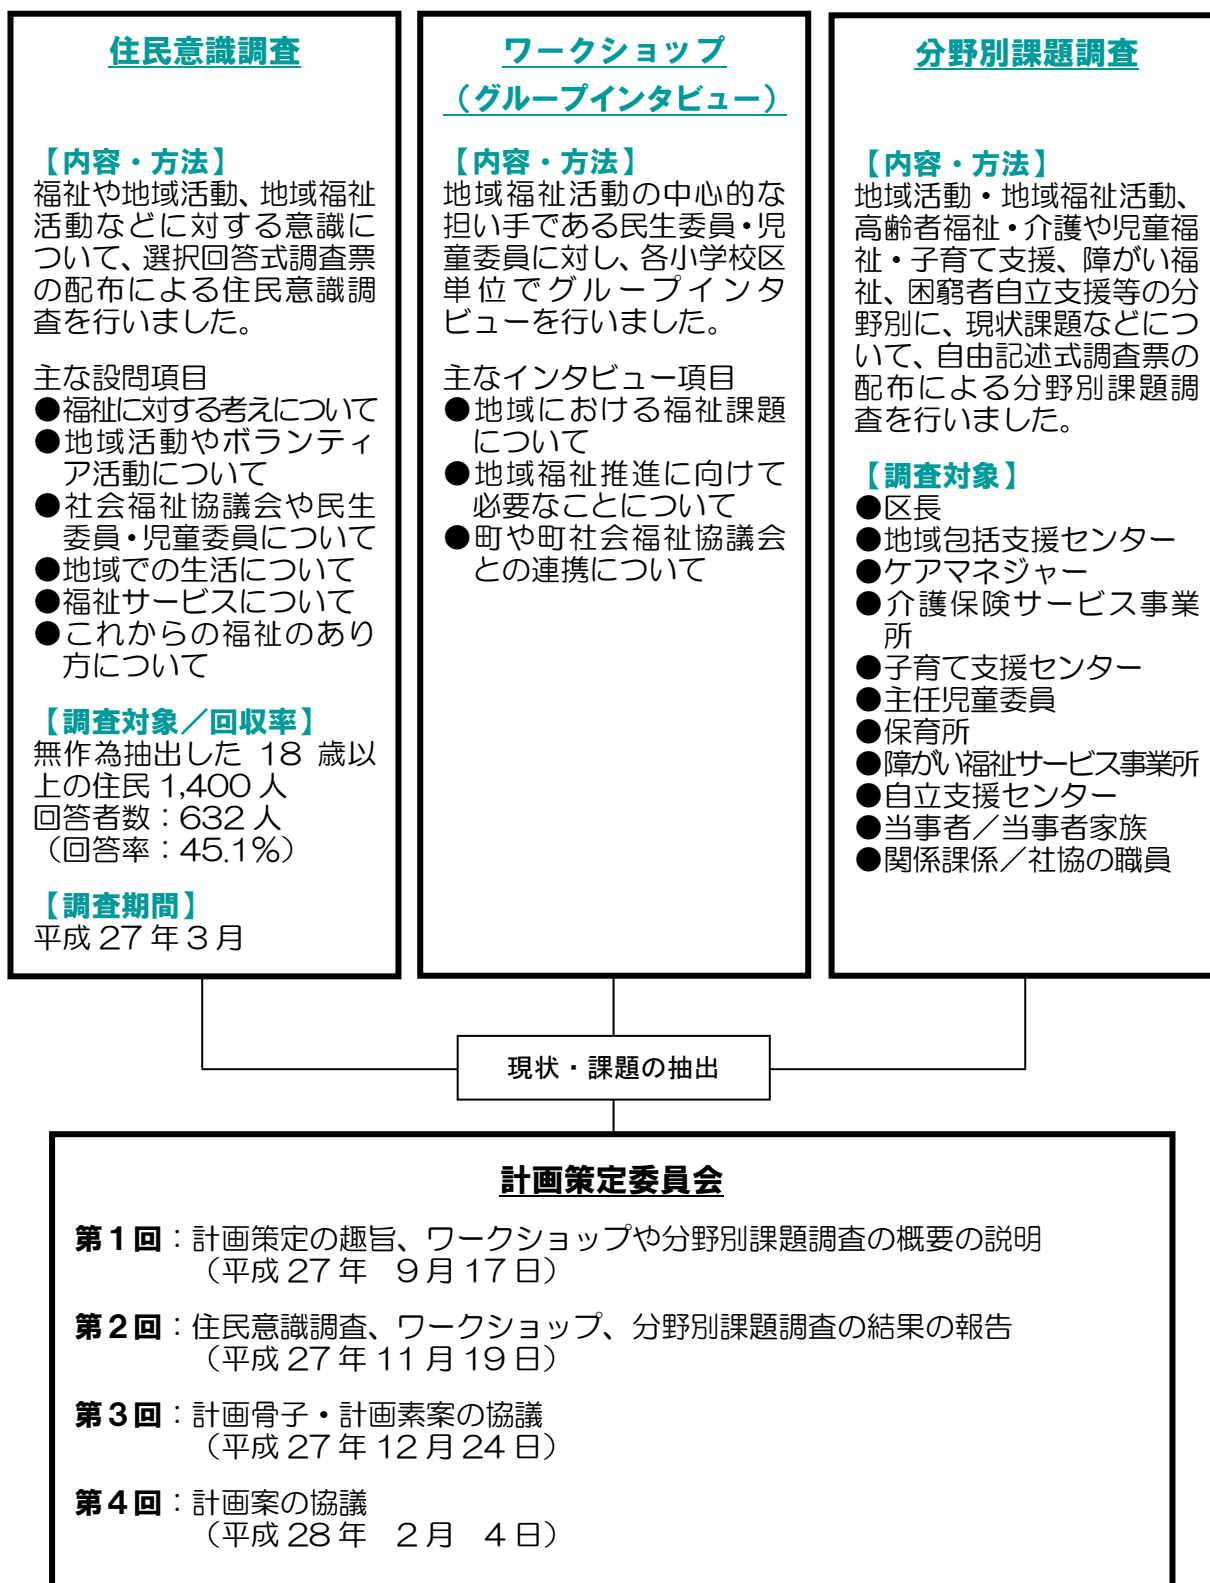 住民意識調査
【内容・方法】
福祉や地域活動、地域福祉
活動などに対する意識に
ついて、選択回答式調査票
の配布による住民意識調
査を行いました。
主な設問項目
●福祉に対する考えについて
●地域活動やボランティ
ア活動について
●社会福祉協議会や民生
委員・児童委員について
●地域での生活について
●福祉サービスについて
●これからの福祉のあり
方について
【調査対象／回収率】
無作為抽出した 18 歳以
上の住民 1,400 人
回答者数：632 人
（回答率：45.1％）
【調査期間】
平成 27 年 3 月
ワークショップ
（グループインタビュー）
【内容・方法】
地域福祉活動の中心的な
担い手である民生委員・児
童委員に対し、各小学校区
単位でグループインタ
ビューを行いました。
主なインタビュー項目
●地域における福祉課題
について
●地域福祉推進に向けて
必要なことについて
●町や町社会福祉協議会
との連携について
分野別課題調査
【内容・方法】
地域活動・地域福祉活動、
高齢者福祉・介護や児童福
祉・子育て支援、障がい福
祉、困窮者自立支援等の分
野別に、現状課題などにつ
いて、自由記述式調査票の
配布による分野別課題調
査を行いました。
【調査対象】
●区長
●地域包括支援センター
●ケアマネジャー
●介護保険サービス事業
所
●子育て支援センター
●主任児童委員
●保育所
●障がい福祉サービス事業所
●自立支援センター
●当事者／当事者家族
●関係課係／社協の職員
現状・課題の抽出
計画策定委員会
第１回：計画策定の趣旨、ワークショップや分野別課題調査の概要の説明
（平成 27 年　9 月 17 日）
第２回：住民意識調査、ワークショップ、分野別課題調査の結果の報告
（平成 27 年 11 月 19 日）
第３回：計画骨子・計画素案の協議
（平成 27 年 12 月 24 日）
第４回：計画案の協議
（平成 28 年　2 月　4 日）